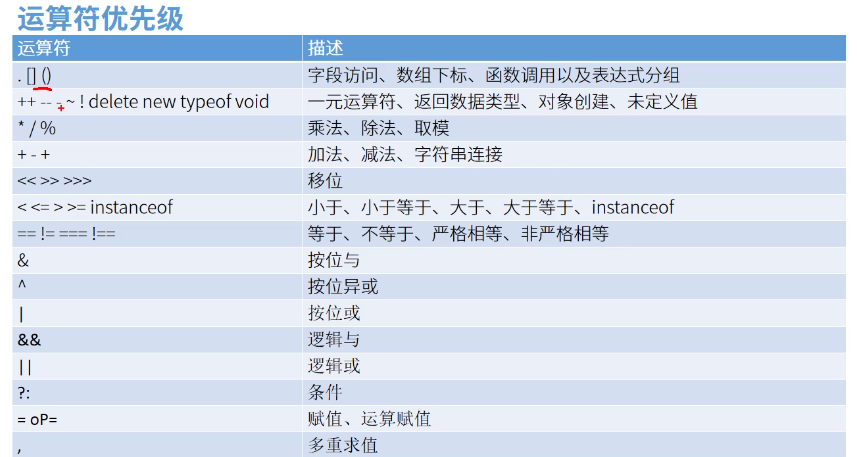 运算符优先级
运算符 描述
. [] () 字段访问、数组下标、函数调用以及表达式分组
++ -- - + ~ ! delete new typeof void 一元运算符、返回数据类型、对象创建、未定义值
* / % 乘法、除法、取模
+ - + 加法、减法、字符串连接
<< >> >>> 移位
< <= > >= instanceof 小于、小于等于、大于、大于等于、instanceof
== != === !== 等于、不等于、严格相等、非严格相等
& 按位与
^ 按位异或
| 按位或
&& 逻辑与
|| 逻辑或
?: 条件
= oP= 赋值、运算赋值
, 多重求值